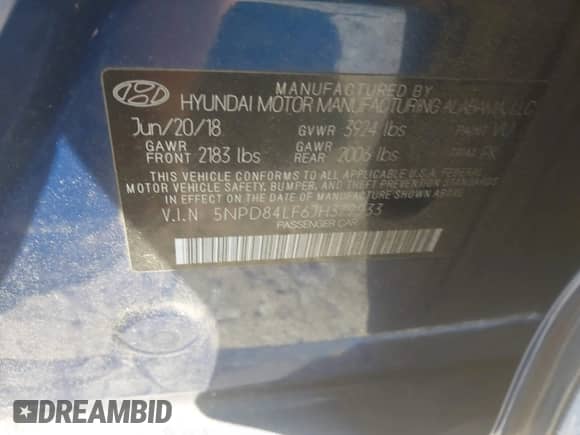 MANUFACTURED BY
HYUNDAI MOTOR MANUFACTURING ALABAMA, LLC
Jun/20/18 GVWR 3924 lbs PAINT
GAWR FRONT 2183 lbs GAWR REAR 2006 lbs TRIM
THIS VEHICLE CONFORMS TO ALL APPLICABLE U.S.A. FEDERAL
MOTOR VEHICLE SAFETY, BUMPER, AND THEFT PREVENTION STANDARDS
IN EFFECT ON THE DATE OF MANUFACTURE SHOWN ABOVE.
V.I.N
PASSENGER CAR
DREAMBID